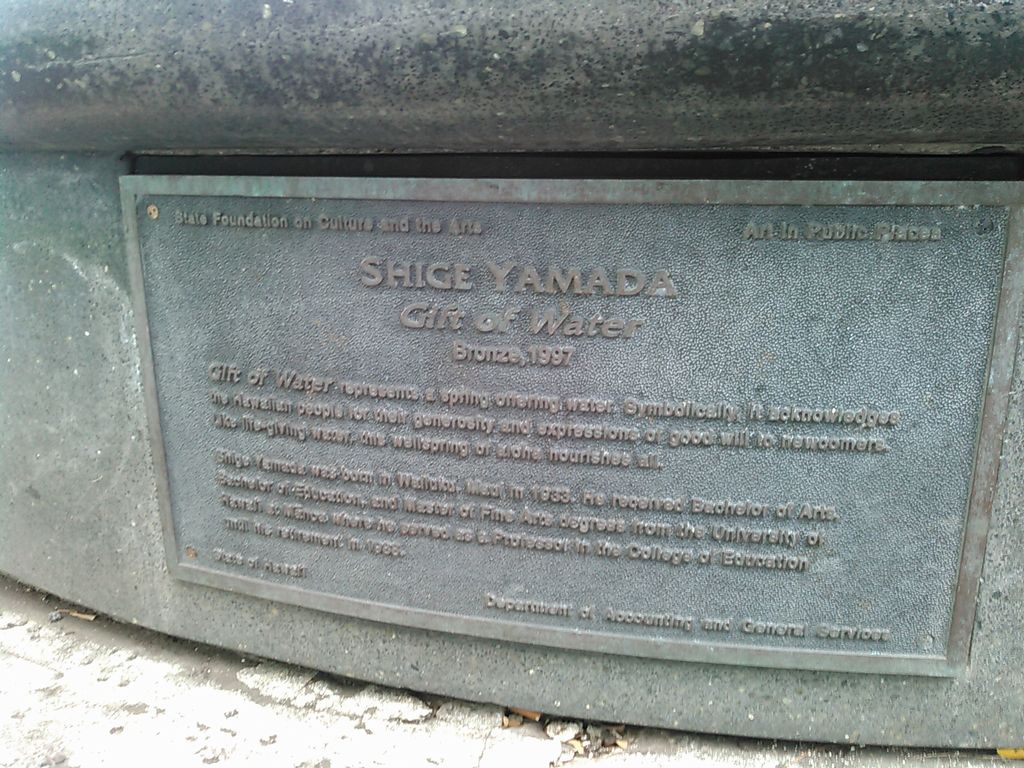 State Foundation on Culture and the Arts
Art in Public Places
SHIGE YAMADA
Gift of Water
Bronze, 1997
Gift of Water represents a spring offering water. Symbolically, it acknowledges
the Hawaiian people for their generosity and expressions of good will to newcomers.
Like life-giving water, this wellspring of aloha nourishes all.
Shige Yamada was born in Wailuku, Maui in 1933. He received Bachelor of Arts,
Bachelor of Education, and Master of Fine Arts degrees from the University of
Hawaii at Manoa where he served as a Professor in the College of Education
until his retirement in
State of Hawaii
Department of Accounting and General Services